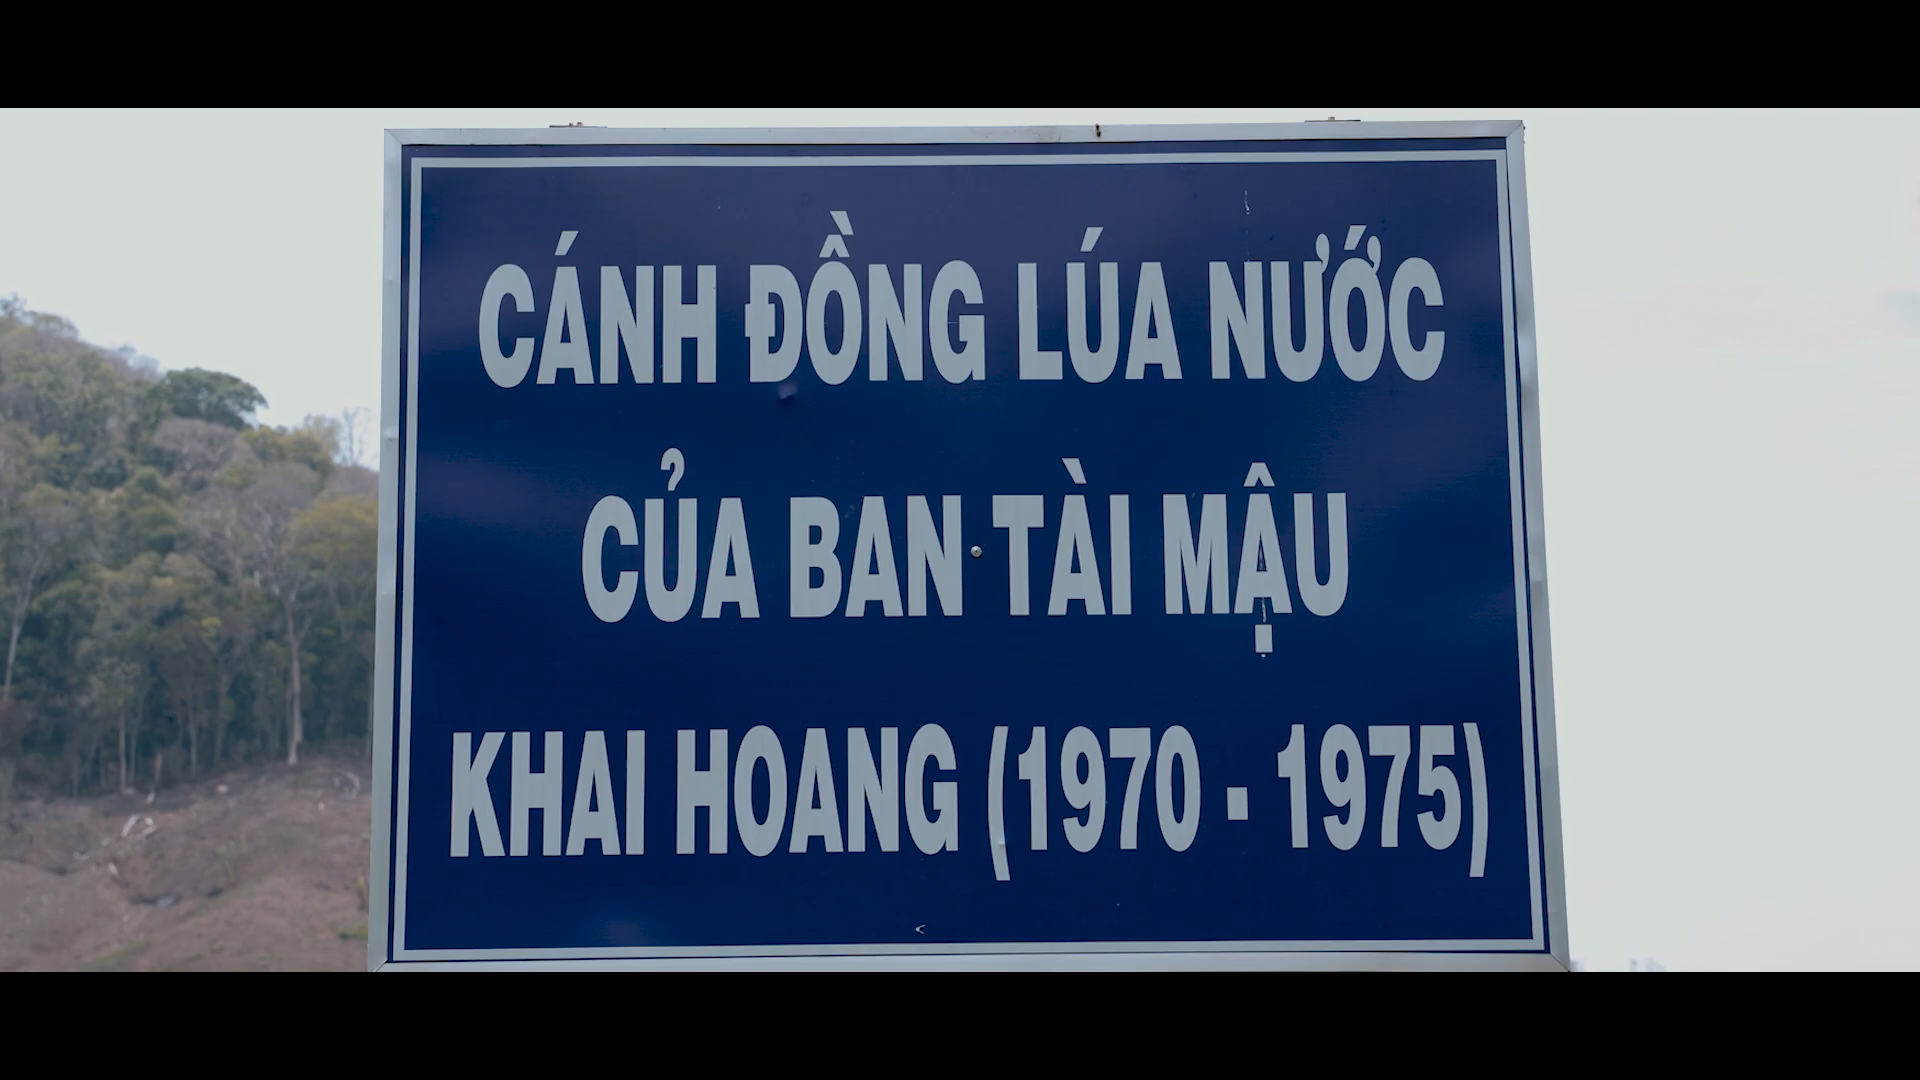 CÁNH ĐỒNG LÚA NƯỚC
CỦA BAN TÀI MẬU
KHAI HOANG (1970 - 1975)